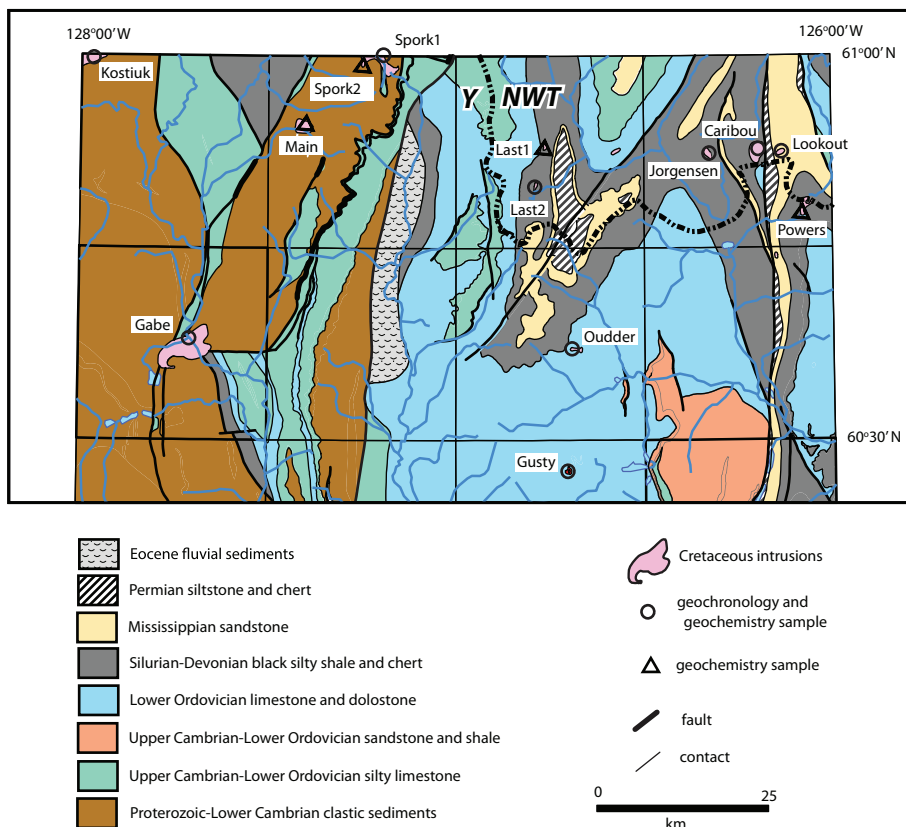 128°00'W
126°00'W
61°00'N
Spork1
Kostiuk
Spork2
Y
NWT
Main
Last1
Caribou
Lookout
Jorgensen
Last2
Powers
Gabe
Oudder
60°30'N
Gusty
Eocene fluvial sediments
Permian siltstone and chert
Mississippian sandstone
Silurian-Devonian black silty shale and chert
Lower Ordovician limestone and dolostone
Upper Cambrian-Lower Ordovician sandstone and shale
Upper Cambrian-Lower Ordovician silty limestone
Proterozoic-Lower Cambrian clastic sediments
Cretaceous intrusions
geochronology and
geochemistry sample
geochemistry sample
fault
contact
0
25
km